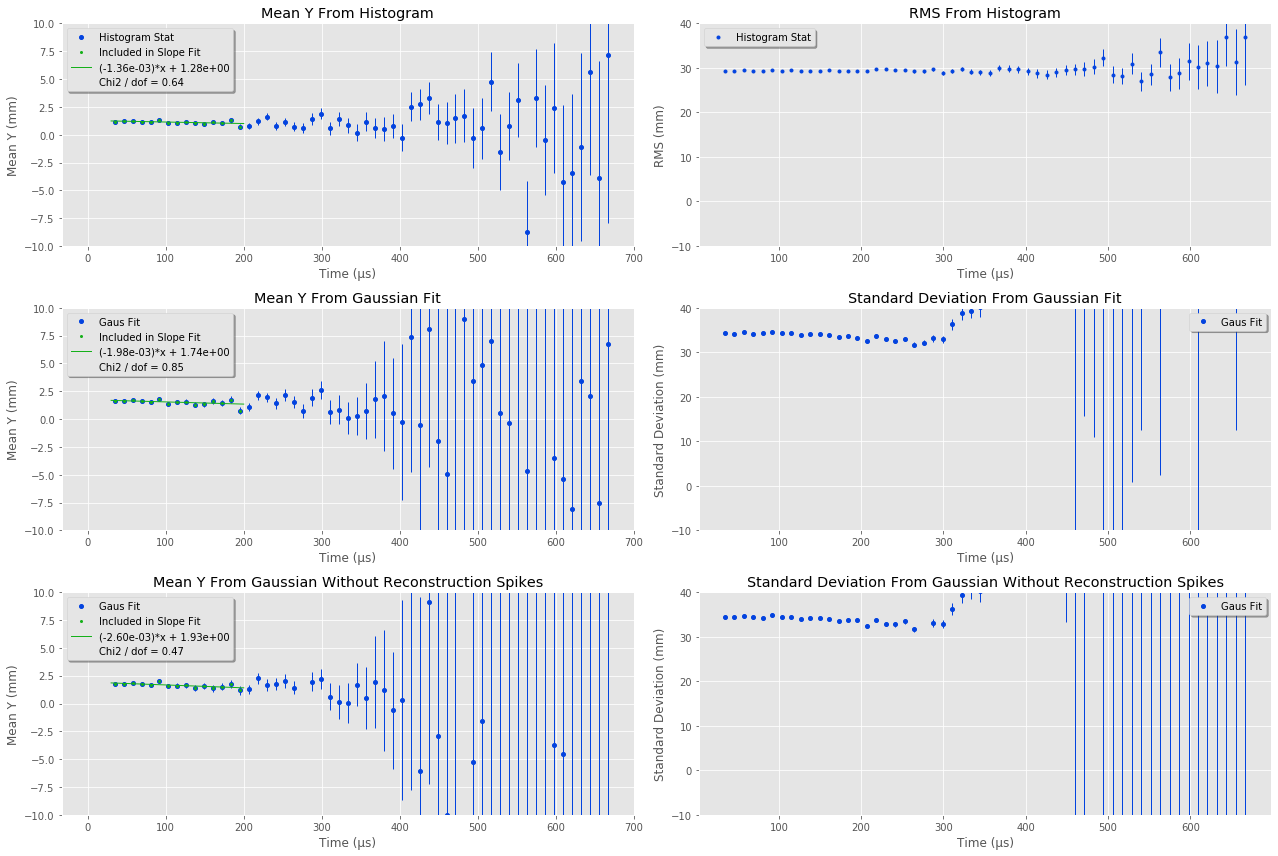 Mean Y From Histogram
Mean Y (mm)
10.0
7.5
5.0
2.5
0.0
−2.5
−5.0
−7.5
−10.0
Histogram Stat
Included in Slope Fit
(-1.36e-03)*x + 1.28e+00
Chi2 / dof = 0.64
0 100 200 300 400 500 600 700
Time (µs)
RMS From Histogram
RMS (mm)
40
30
20
10
0
−10
Histogram Stat
100 200 300 400 500 600
Time (µs)
Mean Y From Gaussian Fit
Mean Y (mm)
10.0
7.5
5.0
2.5
0.0
−2.5
−5.0
−7.5
−10.0
Gaus Fit
Included in Slope Fit
(-1.98e-03)*x + 1.74e+00
Chi2 / dof = 0.85
0 100 200 300 400 500 600 700
Time (µs)
Standard Deviation From Gaussian Fit
Standard Deviation (mm)
40
30
20
10
0
−10
Gaus Fit
100 200 300 400 500 600
Time (µs)
Mean Y From Gaussian Without Reconstruction Spikes
Mean Y (mm)
10.0
7.5
5.0
2.5
0.0
−2.5
−5.0
−7.5
−10.0
Gaus Fit
Included in Slope Fit
(-2.60e-03)*x + 1.93e+00
Chi2 / dof = 0.47
0 100 200 300 400 500 600 700
Time (µs)
Standard Deviation From Gaussian Without Reconstruction Spikes
Standard Deviation (mm)
40
30
20
10
0
−10
Gaus Fit
100 200 300 400 500 600
Time (µs)